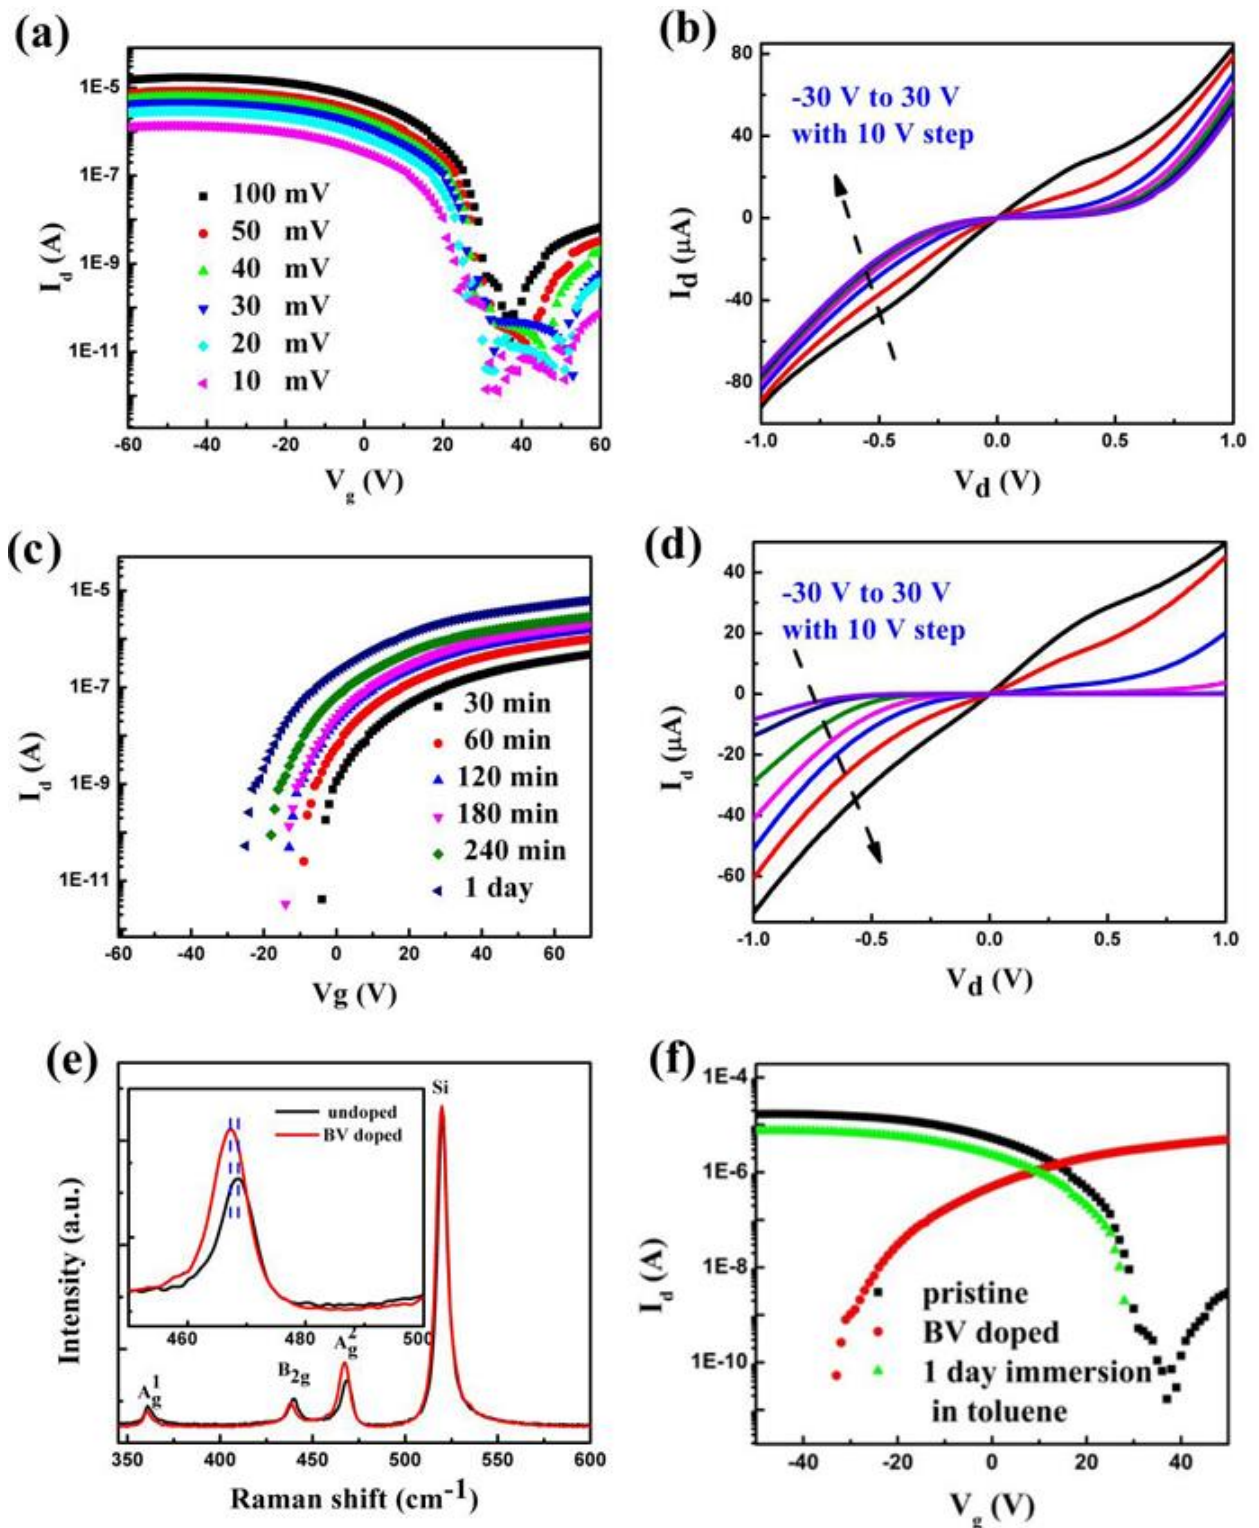 (a)
1E-5
1E-7
1E-9
1E-11
I_d (A)
100 mV
50 mV
40 mV
30 mV
20 mV
10 mV
-60 -40 -20 0 20 40 60
V_g (V)
(b)
80
40
0
-40
-80
I_d (μA)
-30 V to 30 V
with 10 V step
-1.0 -0.5 0.0 0.5 1.0
V_d (V)
(c)
1E-5
1E-7
1E-9
1E-11
I_d (A)
30 min
60 min
120 min
180 min
240 min
1 day
-60 -40 -20 0 20 40 60
Vg (V)
(d)
40
20
0
-20
-40
-60
I_d (μA)
-30 V to 30 V
with 10 V step
-1.0 -0.5 0.0 0.5 1.0
V_d (V)
(e)
Intensity (a.u.)
undoped
BV doped
460 480 500
Si
A_g^1
B_2g
A_g^2
350 400 450 500 550 600
Raman shift (cm^-1)
(f)
1E-4
1E-6
1E-8
1E-10
I_d (A)
pristine
BV doped
1 day immersion
in toluene
-40 -20 0 20 40
V_g (V)